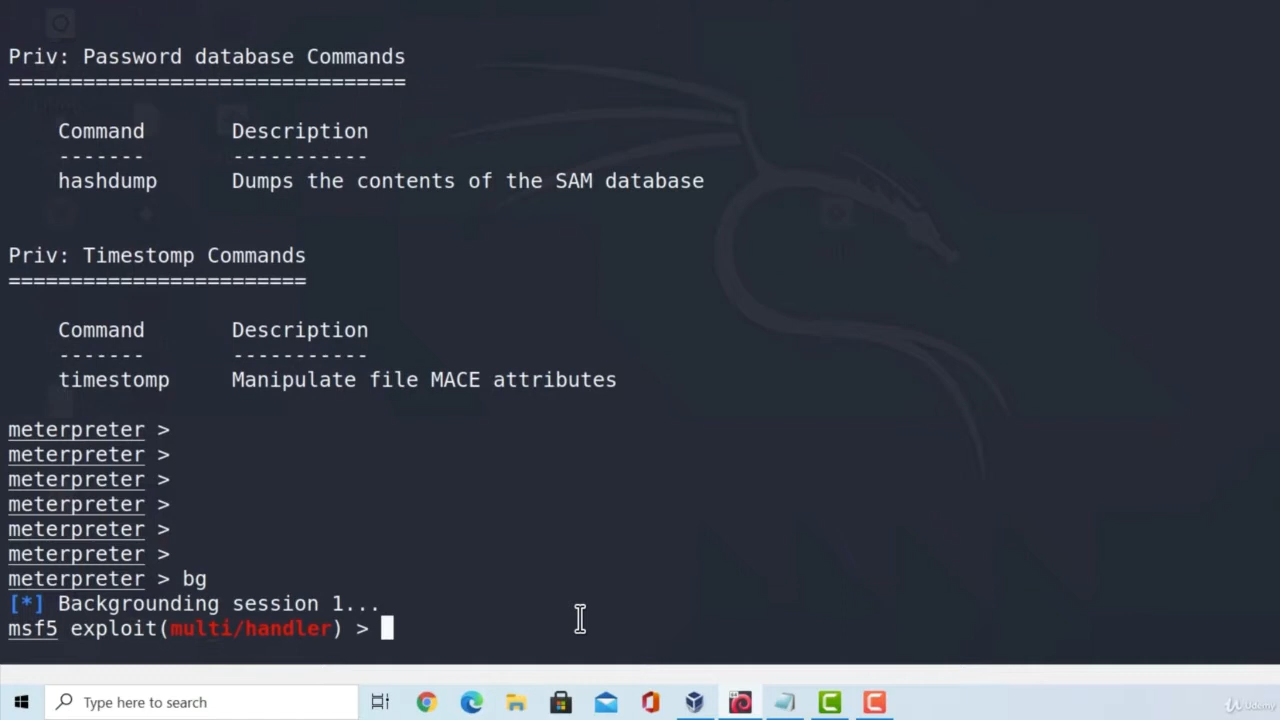 Priv: Password database Commands
================================
Command Description
------- -----------
hashdump Dumps the contents of the SAM database
Priv: Timestomp Commands
========================
Command Description
------- -----------
timestomp Manipulate file MACE attributes
meterpreter >
meterpreter >
meterpreter >
meterpreter >
meterpreter >
meterpreter >
meterpreter > bg
[*] Backgrounding session 1...
msf5 exploit(multi/handler) >
Type here to search
Udemy